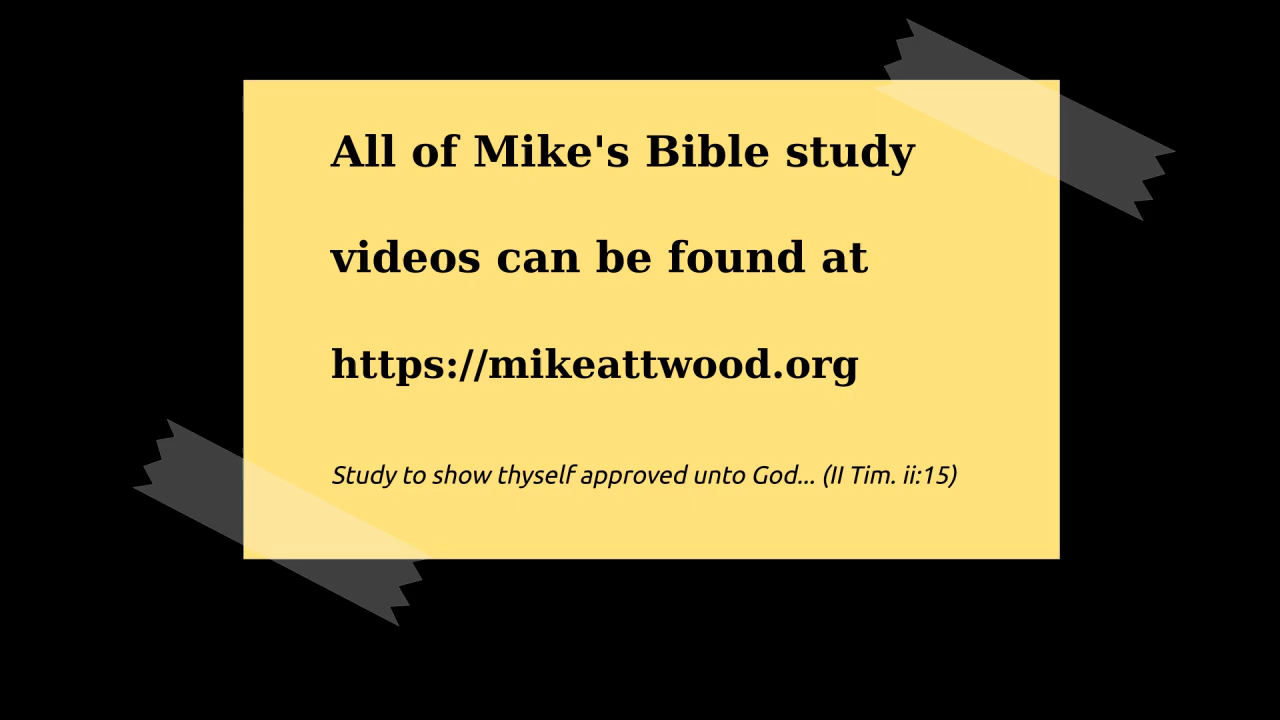 All of Mike's Bible study
videos can be found at
https://mikeattwood.org
Study to show thyself approved unto God... (II Tim. ii:15)